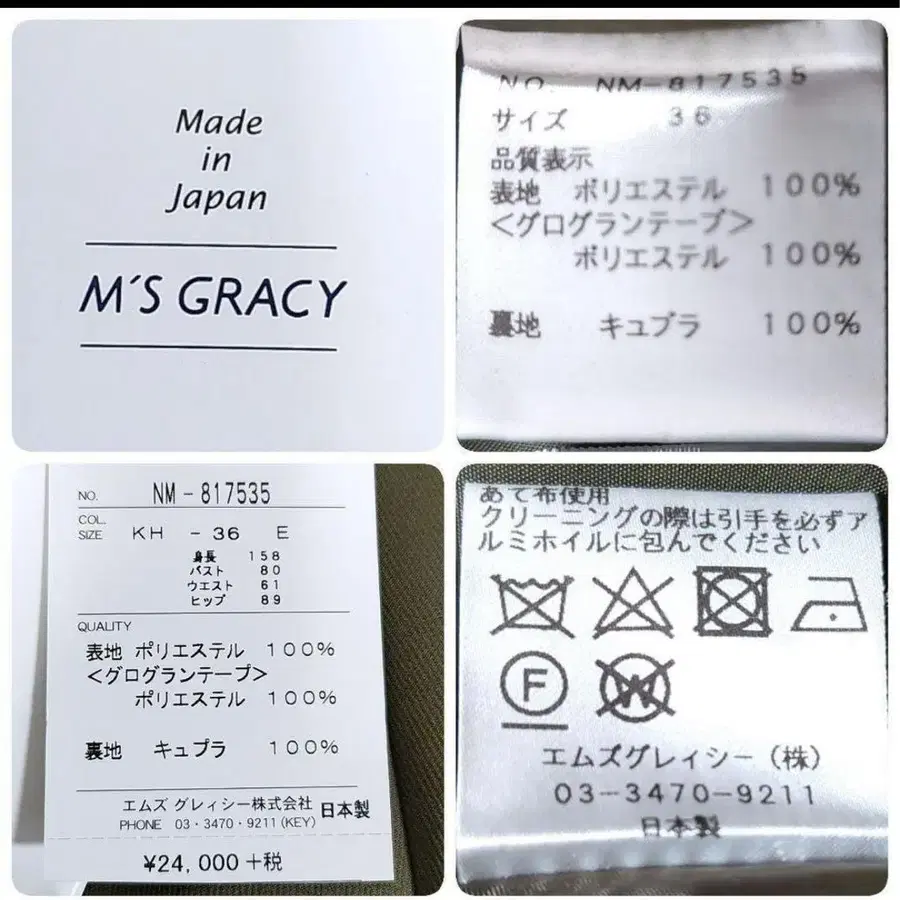 Made
in
Japan
M'S GRACY
NO. NM-817535
サイズ 36
品質表示
表地 ポリエステル 100%
<グログランテープ>
ポリエステル 100%
裏地 キュプラ 100%
NO. NM-817535
COL.
SIZE KH - 36 E
身長 158
バスト 80
ウエスト 61
ヒップ 89
QUALITY
表地 ポリエステル 100%
<グログランテープ>
ポリエステル 100%
裏地 キュプラ 100%
エムズ グレィシー株式会社 日本製
PHONE 03・3470・9211(KEY)
¥24,000+税
あて布使用
クリーニングの際は引手を必ずア
ルミホイルに包んでください
F
W
エムズグレィシー(株)
03-3470-9211
日本製